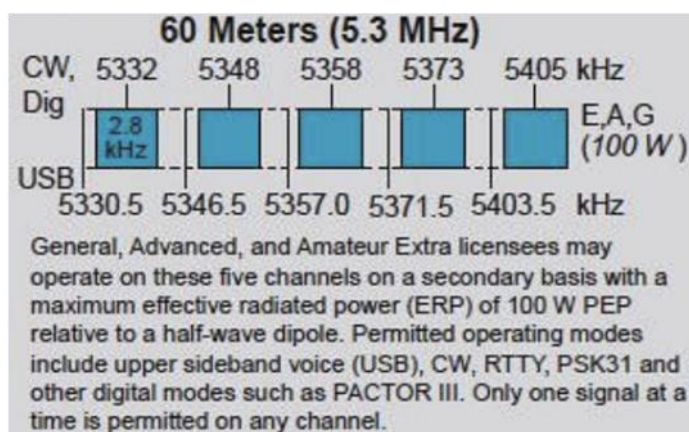 60 Meters (5.3 MHz)
CW, 5332 5348 5358 5373 5405 kHz
Dig
2.8
kHz
E,A,G
(100 W)
USB
5330.5 5346.5 5357.0 5371.5 5403.5 kHz
General, Advanced, and Amateur Extra licensees may
operate on these five channels on a secondary basis with a
maximum effective radiated power (ERP) of 100 W PEP
relative to a half-wave dipole. Permitted operating modes
include upper sideband voice (USB), CW, RTTY, PSK31 and
other digital modes such as PACTOR III. Only one signal at a
time is permitted on any channel.